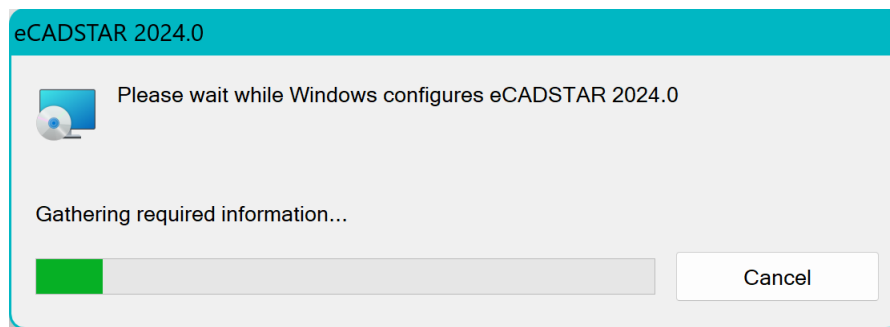 eCADSTAR 2024.0
Please wait while Windows configures eCADSTAR 2024.0
Gathering required information...
Cancel